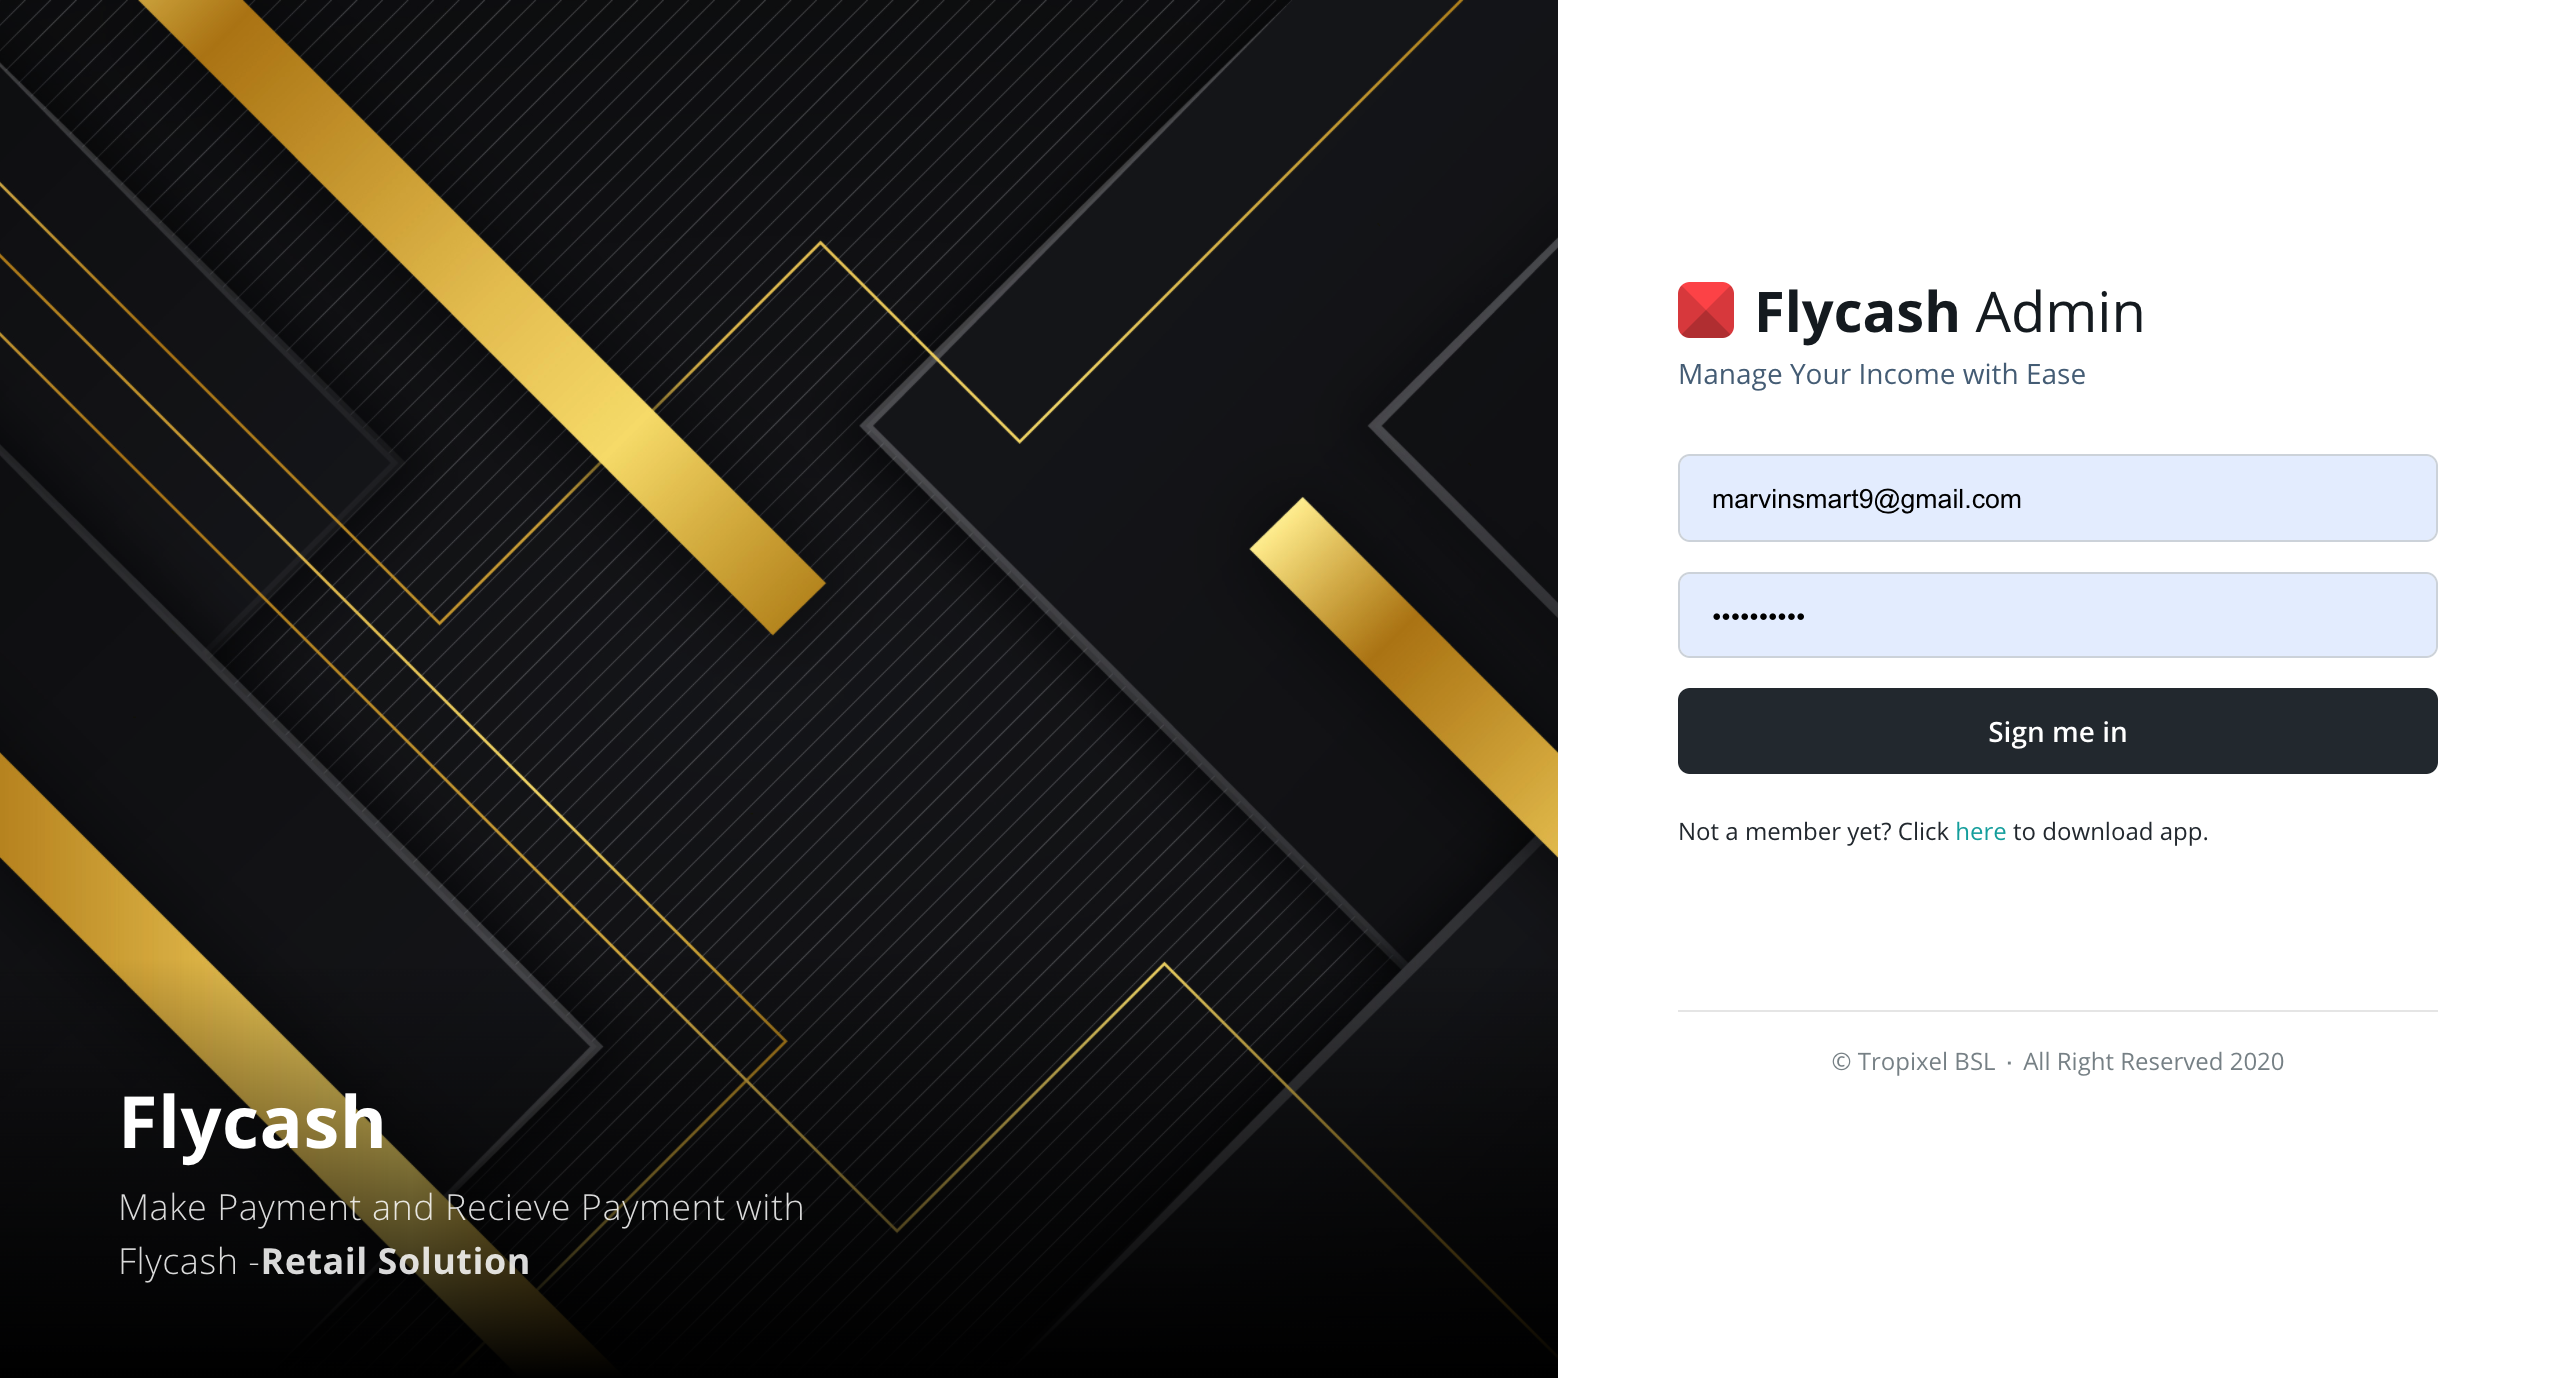 Flycash
Make Payment and Recieve Payment with
Flycash -Retail Solution
Flycash Admin
Manage Your Income with Ease
marvinsmart9@gmail.com
••••••••••
Sign me in
Not a member yet? Click here to download app.
© Tropixel BSL · All Right Reserved 2020